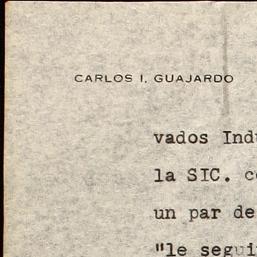 CARLOS I. GUAJARDO
vados Indu
la SIC. c
un par de
"le segui